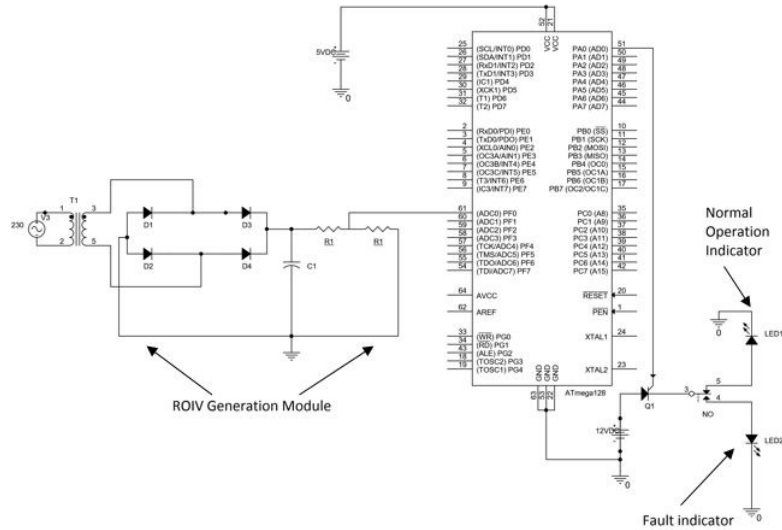 5VDC
0
52
21
VCC
VCC
25 (SCL/INT0) PD0
26 (SDA/INT1) PD1
27 (RxD1/INT2) PD2
28 (TxD1/INT3) PD3
29 (IC1) PD4
30 (XCK1) PD5
31 (T1) PD6
32 (T2) PD7
PA0 (AD0) 51
PA1 (AD1) 50
PA2 (AD2) 49
PA3 (AD3) 48
PA4 (AD4) 47
PA5 (AD5) 46
PA6 (AD6) 45
PA7 (AD7) 44
2 (RxD0/PDI) PE0
3 (TxD0/PDO) PE1
4 (XCL0/AIN0) PE2
5 (OC3A/AIN1) PE3
6 (OC3B/INT4) PE4
7 (OC3C/INT5) PE5
8 (T3/INT6) PE6
9 (IC3/INT7) PE7
PB0 (SS) 10
PB1 (SCK) 11
PB2 (MOSI) 12
PB3 (MISO) 13
PB4 (OC0) 14
PB5 (OC1A) 15
PB6 (OC1B) 16
PB7 (OC2/OC1C) 17
61 (ADC0) PF0
60 (ADC1) PF1
59 (ADC2) PF2
58 (ADC3) PF3
57 (TCK/ADC4) PF4
56 (TMS/ADC5) PF5
55 (TDO/ADC6) PF6
54 (TDI/ADC7) PF7
PC0 (A8) 35
PC1 (A9) 36
PC2 (A10) 37
PC3 (A11) 38
PC4 (A12) 39
PC5 (A13) 40
PC6 (A14) 41
PC7 (A15) 42
64 AVCC
62 AREF
RESET 20
PEN 1
33 (WR) PG0
34 (RD) PG1
43 (ALE) PG2
18 (TOSC2) PG3
19 (TOSC1) PG4
XTAL1 24
XTAL2 23
GND
GND
GND
63
53
22
ATmega128
T1
1
3
V3
230
2
5
D1
D3
D2
D4
R1
R1
C1
ROIV Generation Module
Normal
Operation
Indicator
0
LED1
5
3
4
Q1
NO
12VDC
0
LED2
0
Fault indicator